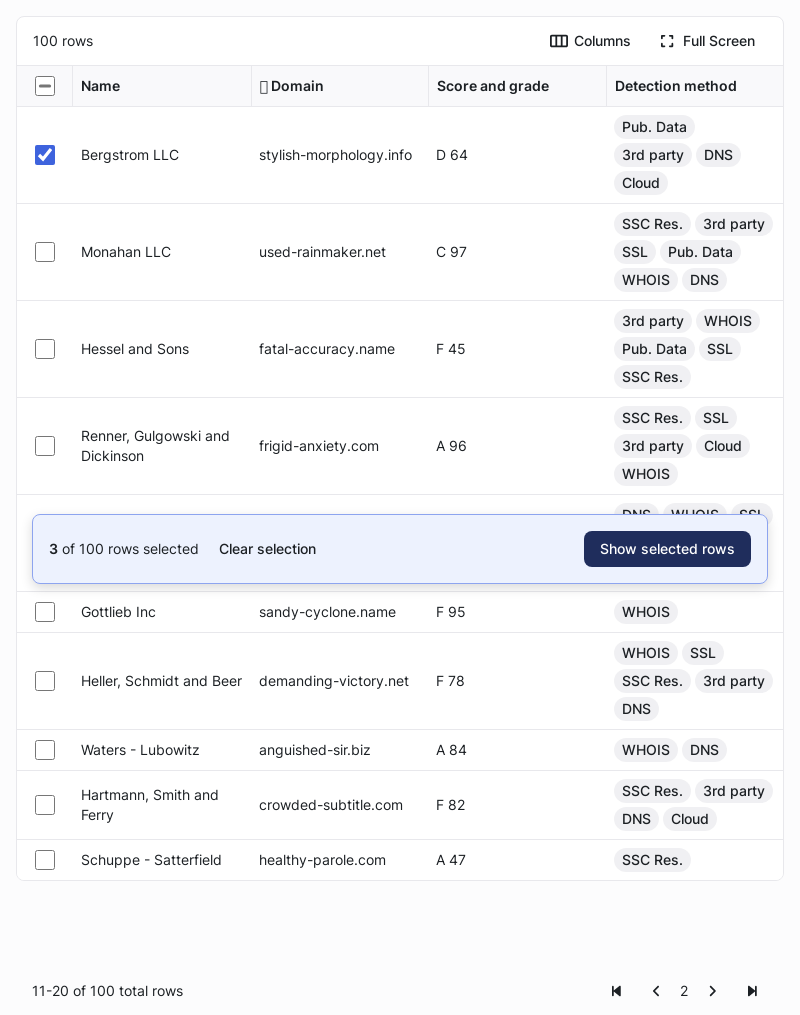 100 rows Columns Full Screen
Name Domain Score and grade Detection method
Bergstrom LLC stylish-morphology.info D 64 Pub. Data
3rd party DNS
Cloud
Monahan LLC used-rainmaker.net C 97 SSC Res. 3rd party
SSL Pub. Data
WHOIS DNS
Hessel and Sons fatal-accuracy.name F 45 3rd party WHOIS
Pub. Data SSL
SSC Res.
Renner, Gulgowski and
Dickinson frigid-anxiety.com A 96 SSC Res. SSL
3rd party Cloud
WHOIS
DNS WHOIS SSL
3 of 100 rows selected Clear selection Show selected rows
Gottlieb Inc sandy-cyclone.name F 95 WHOIS
Heller, Schmidt and Beer demanding-victory.net F 78 WHOIS SSL
SSC Res. 3rd party
DNS
Waters - Lubowitz anguished-sir.biz A 84 WHOIS DNS
Hartmann, Smith and
Ferry crowded-subtitle.com F 82 SSC Res. 3rd party
DNS Cloud
Schuppe - Satterfield healthy-parole.com A 47 SSC Res.
11-20 of 100 total rows 2